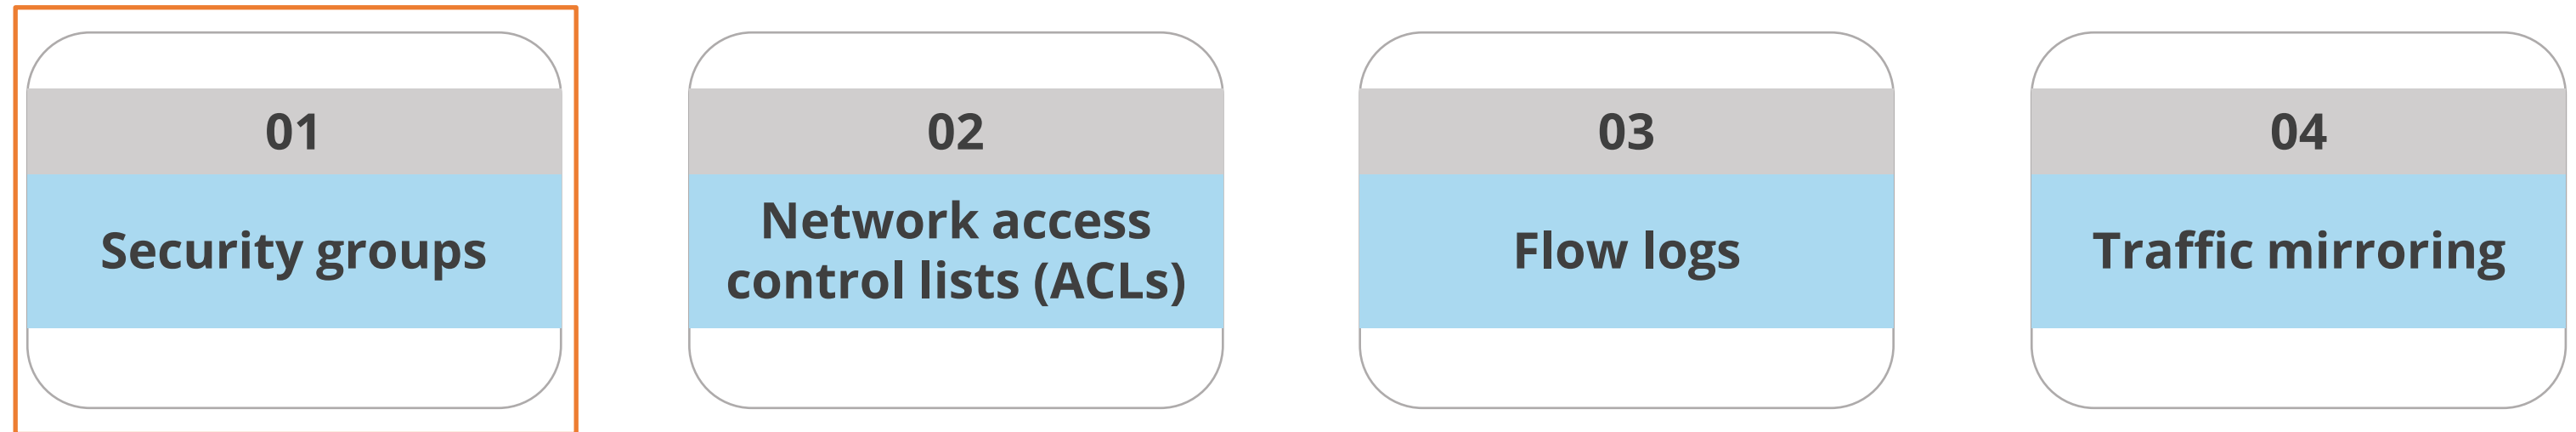 01
Security groups
02
Network access
control lists (ACLs)
03
Flow logs
04
Traffic mirroring